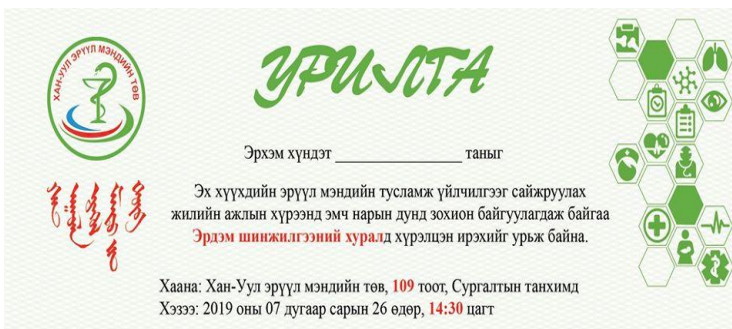 ХАН-УУЛ ЭРҮҮЛ МЭНДИЙН ТӨВ
УРИЛГА
Эрхэм хүндэт ________________ таныг
Эх хүүхдийн эрүүл мэндийн тусламж үйлчилгээг сайжруулах
жилийн ажлын хүрээнд эмч нарын дунд зохион байгуулагдаж байгаа
Эрдэм шинжилгээний хуралд хүрэлцэн ирэхийг урьж байна.
Хаана: Хан-Уул эрүүл мэндийн төв, 109 тоот, Сургалтын танхимд
Хэзээ: 2019 оны 07 дугаар сарын 26 өдөр, 14:30 цагт